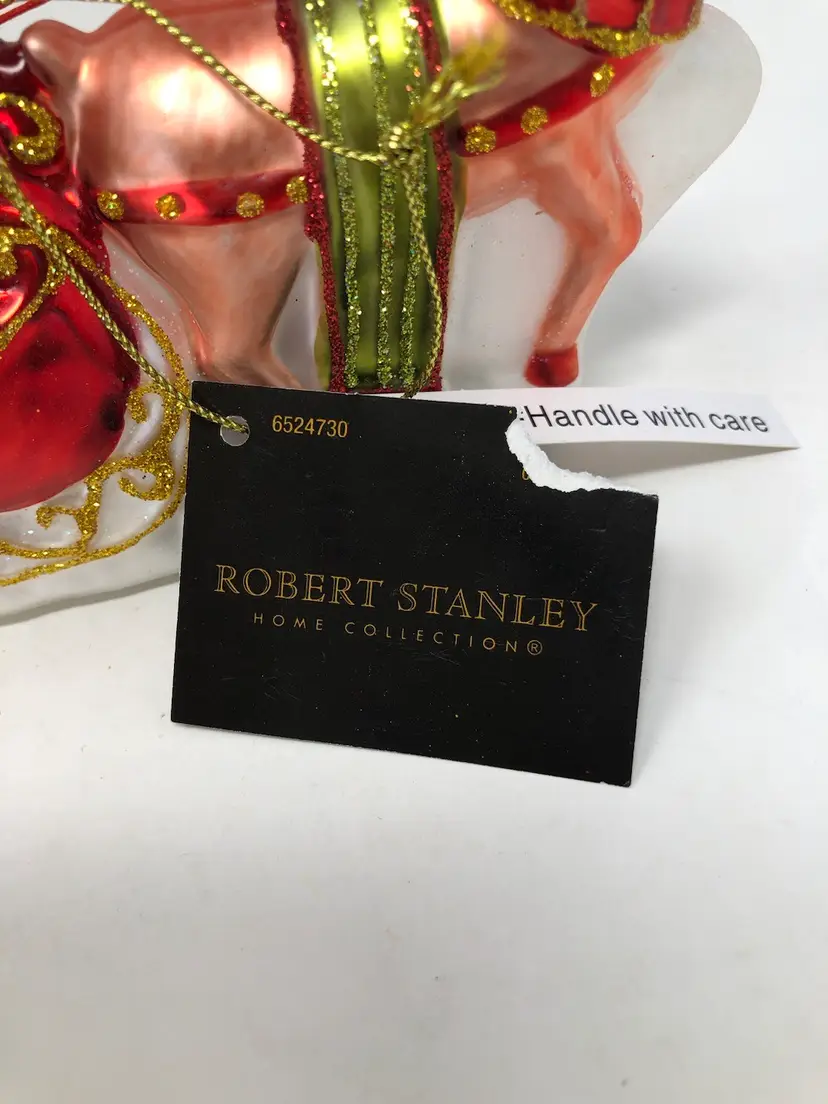 6524730
Handle with care
ROBERT STANLEY
HOME COLLECTION®